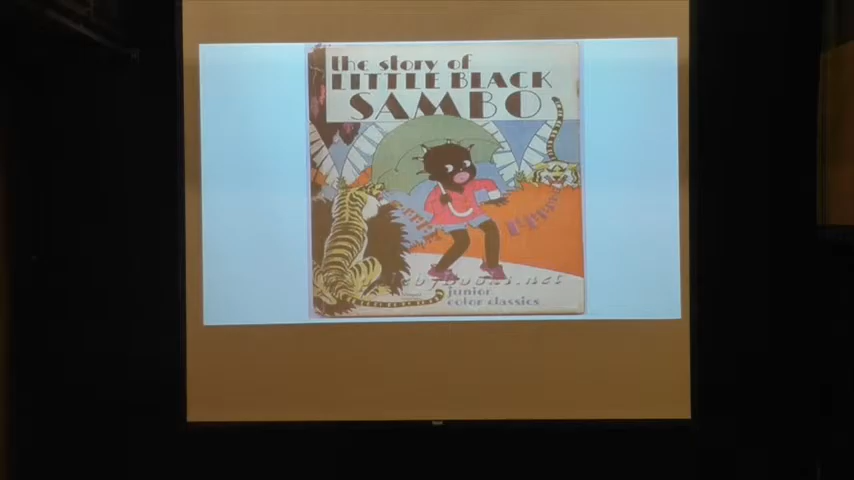 the story of
LITTLE BLACK
SAMBO
junior
color classics